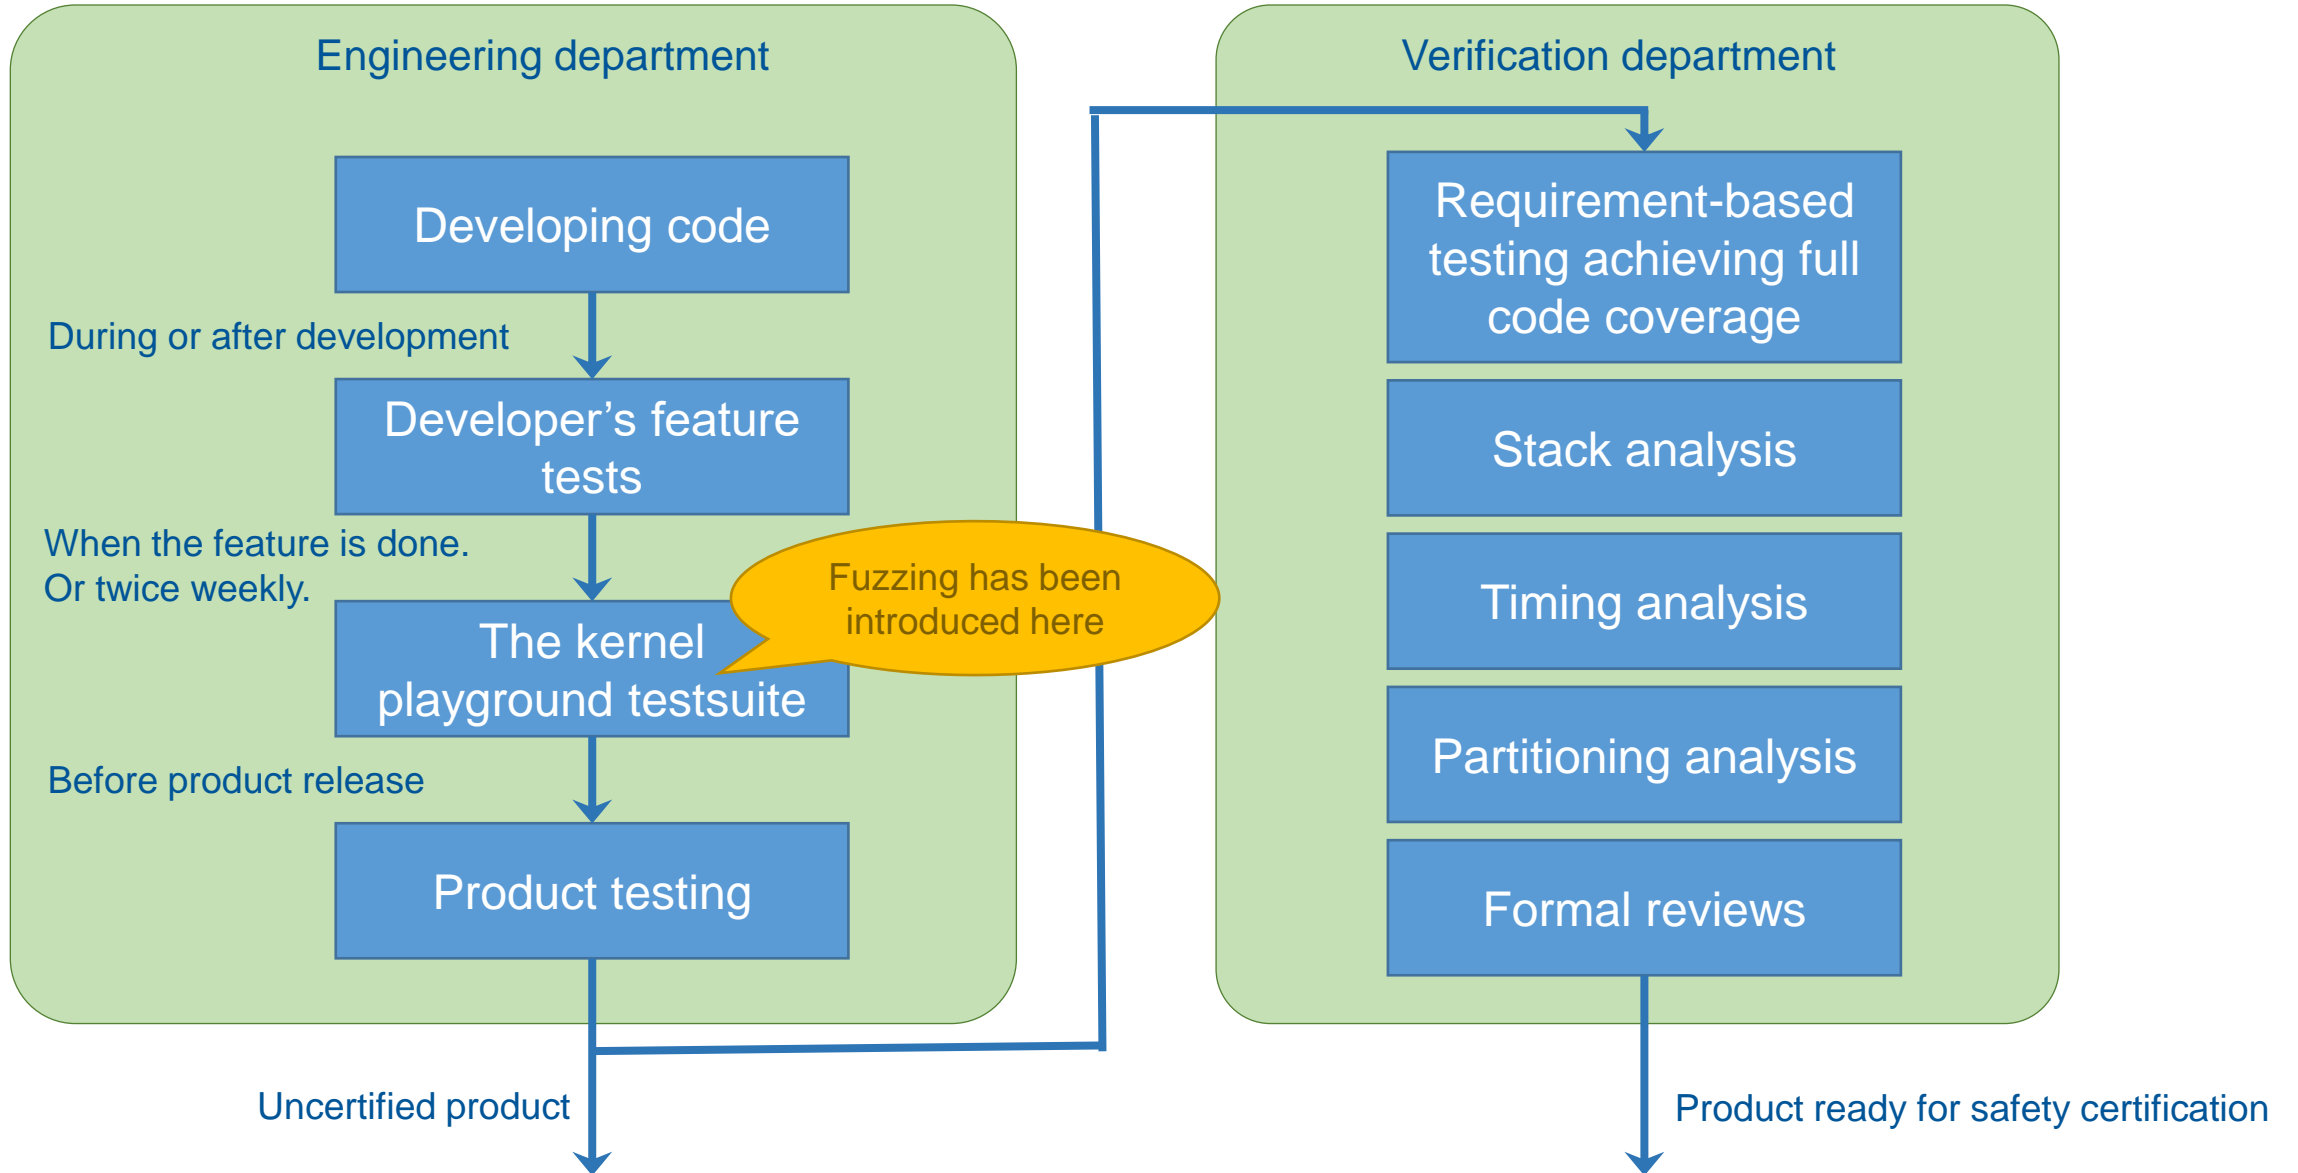 Engineering department
Developing code
During or after development
Developer’s feature
tests
When the feature is done.
Or twice weekly.
Fuzzing has been
introduced here
The kernel
playground testsuite
Before product release
Product testing
Uncertified product
Verification department
Requirement-based
testing achieving full
code coverage
Stack analysis
Timing analysis
Partitioning analysis
Formal reviews
Product ready for safety certification